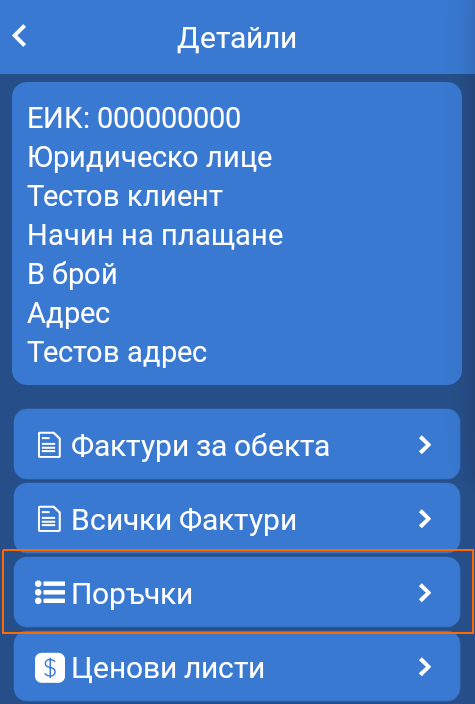 Детайли
ЕИК: 000000000
Юридическо лице
Тестов клиент
Начин на плащане
В брой
Адрес
Тестов адрес
Фактури за обекта
Всички Фактури
Поръчки
$ Ценови листи